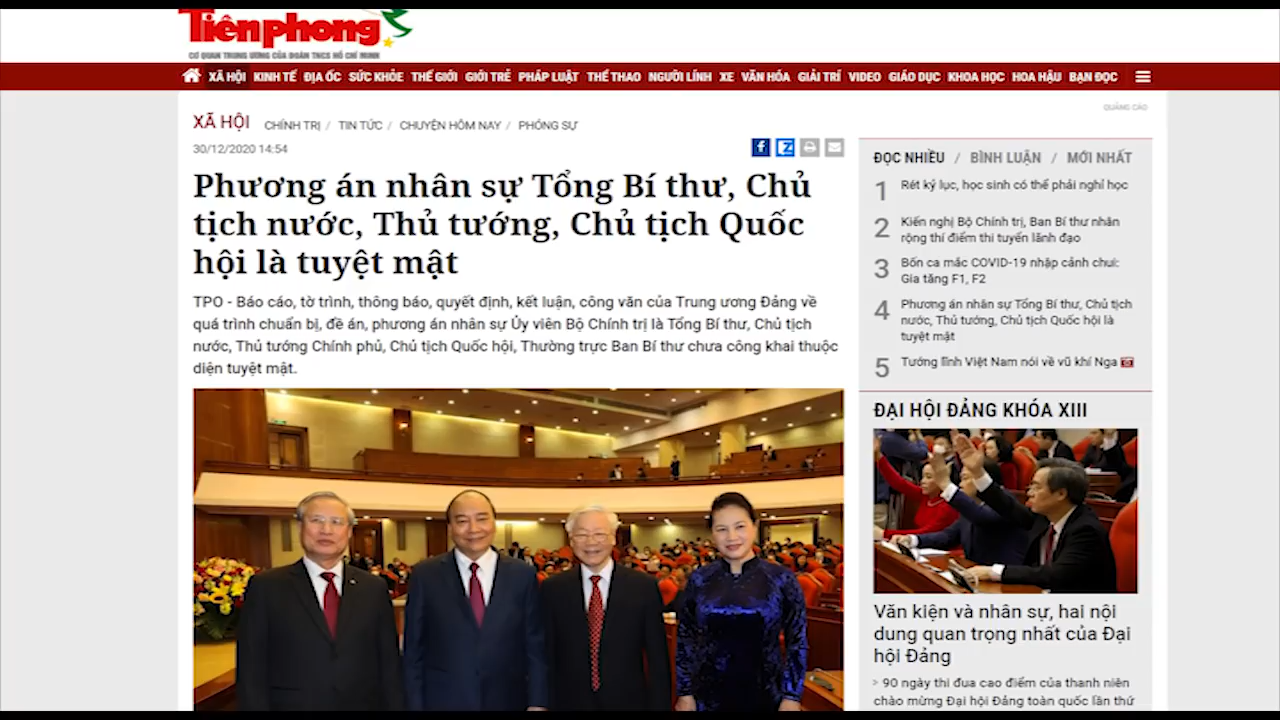 Tiền phong
CƠ QUAN TRUNG ƯƠNG CỦA ĐOÀN TNCS HỒ CHÍ MINH
XÃ HỘI KINH TẾ ĐỊA ỐC SỨC KHỎE THẾ GIỚI GIỚI TRẺ PHÁP LUẬT THỂ THAO NGƯỜI LÍNH XE VĂN HÓA GIẢI TRÍ VIDEO GIÁO DỤC KHOA HỌC HOA HẬU BẠN ĐỌC
XÃ HỘI CHÍNH TRỊ / TIN TỨC / CHUYỆN HÔM NAY / PHÓNG SỰ
30/12/2020 14:54
Phương án nhân sự Tổng Bí thư, Chủ
tịch nước, Thủ tướng, Chủ tịch Quốc
hội là tuyệt mật
TPO - Báo cáo, tờ trình, thông báo, quyết định, kết luận, công văn của Trung ương Đảng về
quá trình chuẩn bị, đề án, phương án nhân sự Ủy viên Bộ Chính trị là Tổng Bí thư, Chủ tịch
nước, Thủ tướng Chính phủ, Chủ tịch Quốc hội, Thường trực Ban Bí thư chưa công khai thuộc
diện tuyệt mật.
QUẢNG CÁO
ĐỌC NHIỀU / BÌNH LUẬN / MỚI NHẤT
1 Rét kỷ lục, học sinh có thể phải nghỉ học
2 Kiến nghị Bộ Chính trị, Ban Bí thư nhân
rộng thí điểm thi tuyển lãnh đạo
3 Bốn ca mắc COVID-19 nhập cảnh chui:
Gia tăng F1, F2
4 Phương án nhân sự Tổng Bí thư, Chủ tịch
nước, Thủ tướng, Chủ tịch Quốc hội là
tuyệt mật
5 Tướng lĩnh Việt Nam nói về vũ khí Nga
ĐẠI HỘI ĐẢNG KHÓA XIII
Văn kiện và nhân sự, hai nội
dung quan trọng nhất của Đại
hội Đảng
> 90 ngày thi đua cao điểm của thanh niên
chào mừng Đại hội Đảng toàn quốc lần thứ